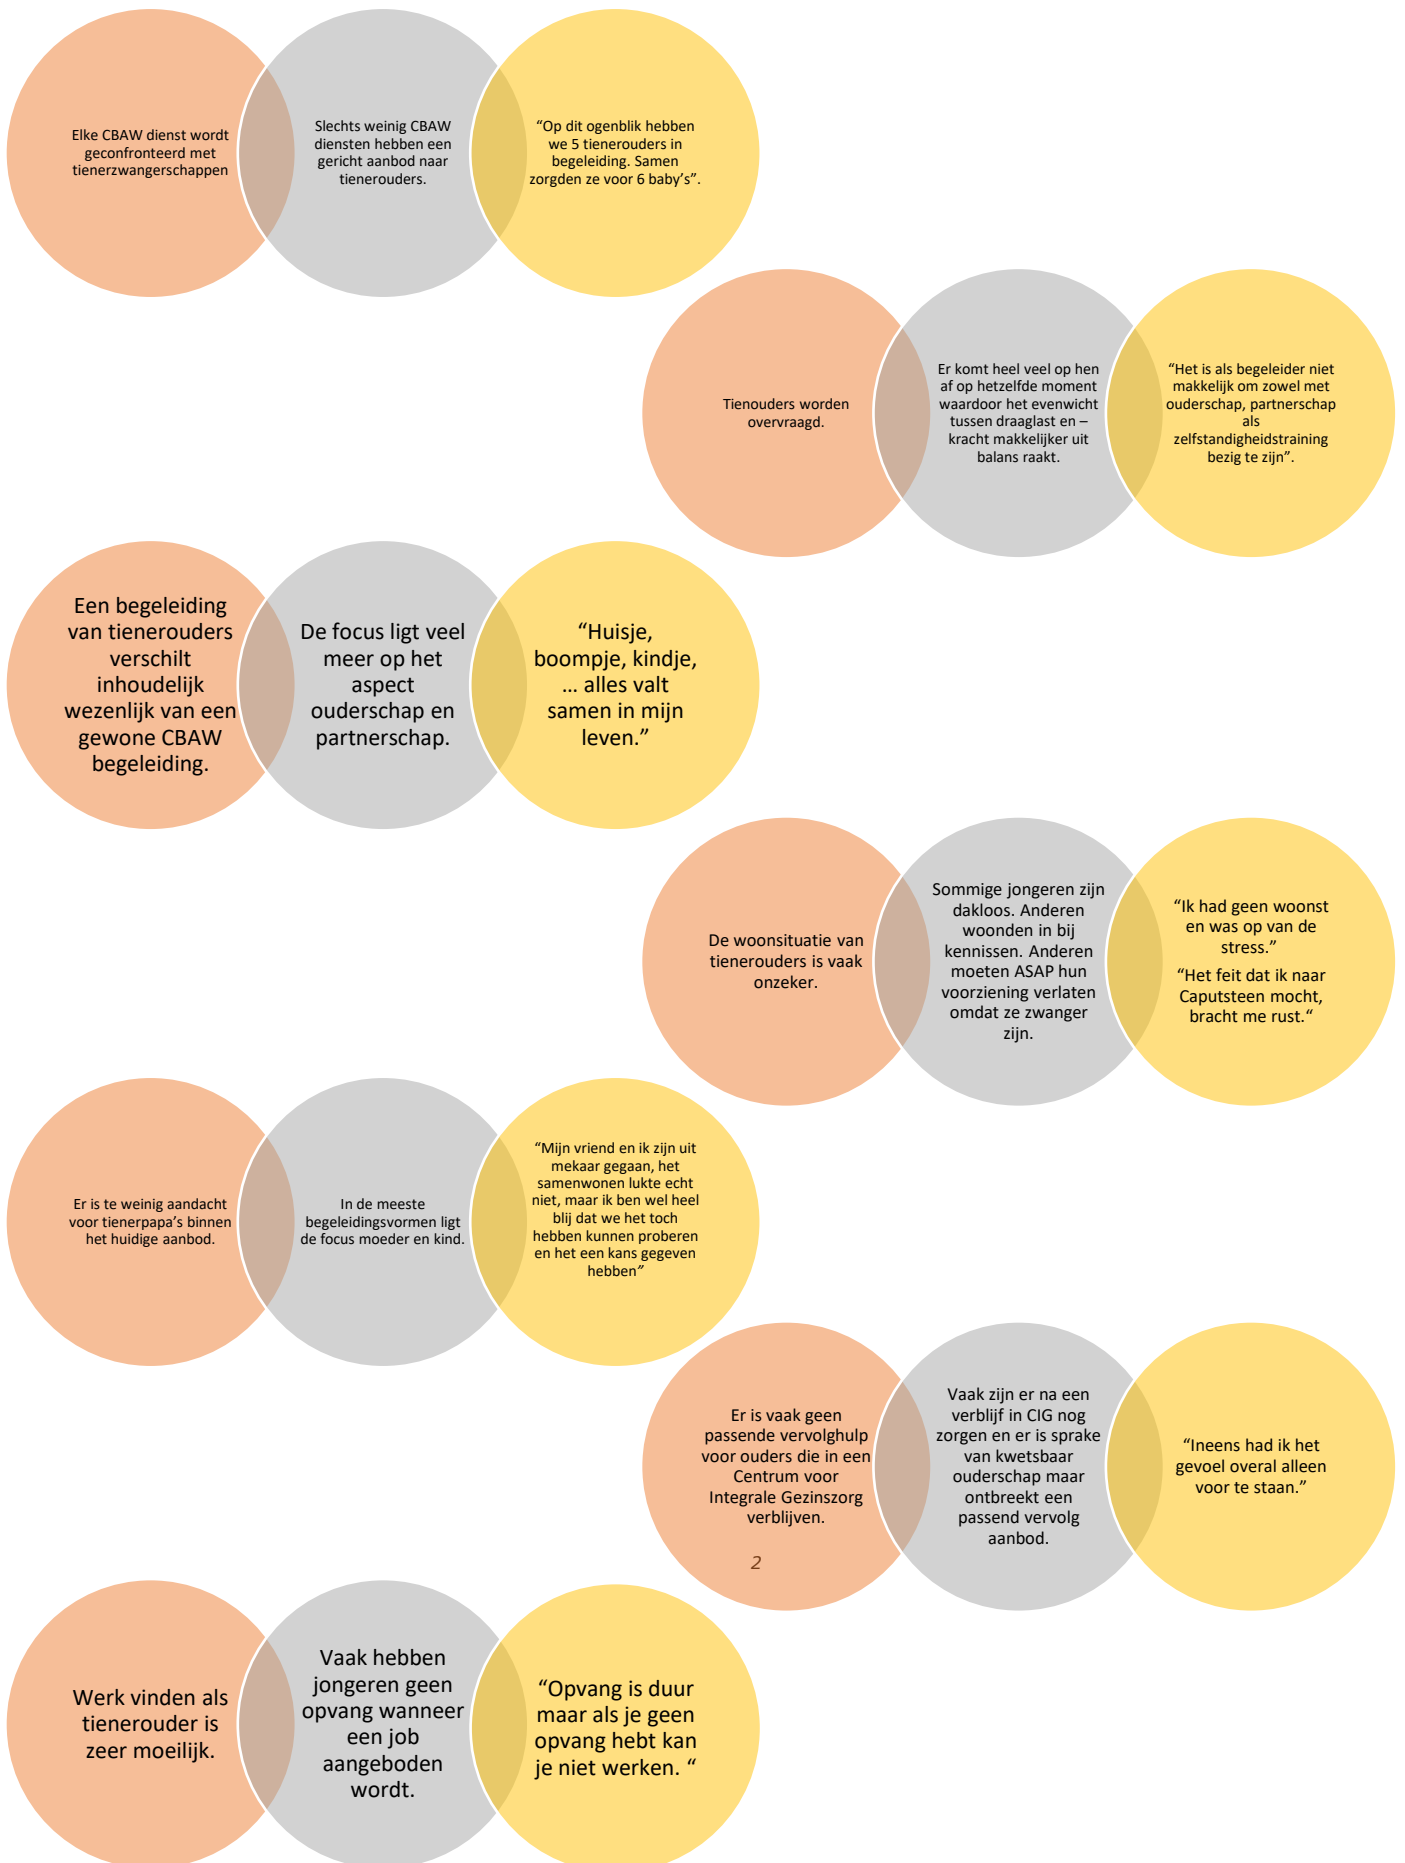 Elke CBAW dienst wordt
geconfronteerd met
tienerzwangerschappen
Slechts weinig CBAW
diensten hebben een
gericht aanbod naar
tienerouders.
“Op dit ogenblik hebben
we 5 tienerouders in
begeleiding. Samen
zorgden ze voor 6 baby’s”.
Tienouders worden
overvraagd.
Er komt heel veel op hen
af op hetzelfde moment
waardoor het evenwicht
tussen draaglast en –
kracht makkelijker uit
balans raakt.
“Het is als begeleider niet
makkelijk om zowel met
ouderschap, partnerschap
als
zelfstandigheidstraining
bezig te zijn”.
Een begeleiding
van tienerouders
verschilt
inhoudelijk
wezenlijk van een
gewone CBAW
begeleiding.
De focus ligt veel
meer op het
aspect
ouderschap en
partnerschap.
“Huisje,
boompje, kindje,
… alles valt
samen in mijn
leven.”
De woonsituatie van
tienerouders is vaak
onzeker.
Sommige jongeren zijn
dakloos. Anderen
woonden in bij
kennissen. Anderen
moeten ASAP hun
voorziening verlaten
omdat ze zwanger
zijn.
“Ik had geen woonst
en was op van de
stress.”
“Het feit dat ik naar
Caputsteen mocht,
bracht me rust.“
Er is te weinig aandacht
voor tienerpapa’s binnen
het huidige aanbod.
In de meeste
begeleidingsvormen ligt
de focus moeder en kind.
“Mijn vriend en ik zijn uit
mekaar gegaan, het
samenwonen lukte echt
niet, maar ik ben wel heel
blij dat we het toch
hebben kunnen proberen
en het een kans gegeven
hebben”
Er is vaak geen
passende vervolghulp
voor ouders die in een
Centrum voor
Integrale Gezinszorg
verblijven.
Vaak zijn er na een
verblijf in CIG nog
zorgen en er is sprake
van kwetsbaar
ouderschap maar
ontbreekt een
passend vervolg
aanbod.
“Ineens had ik het
gevoel overal alleen
voor te staan.”
2
Werk vinden als
tienerouder is
zeer moeilijk.
Vaak hebben
jongeren geen
opvang wanneer
een job
aangeboden
wordt.
“Opvang is duur
maar als je geen
opvang hebt kan
je niet werken. “